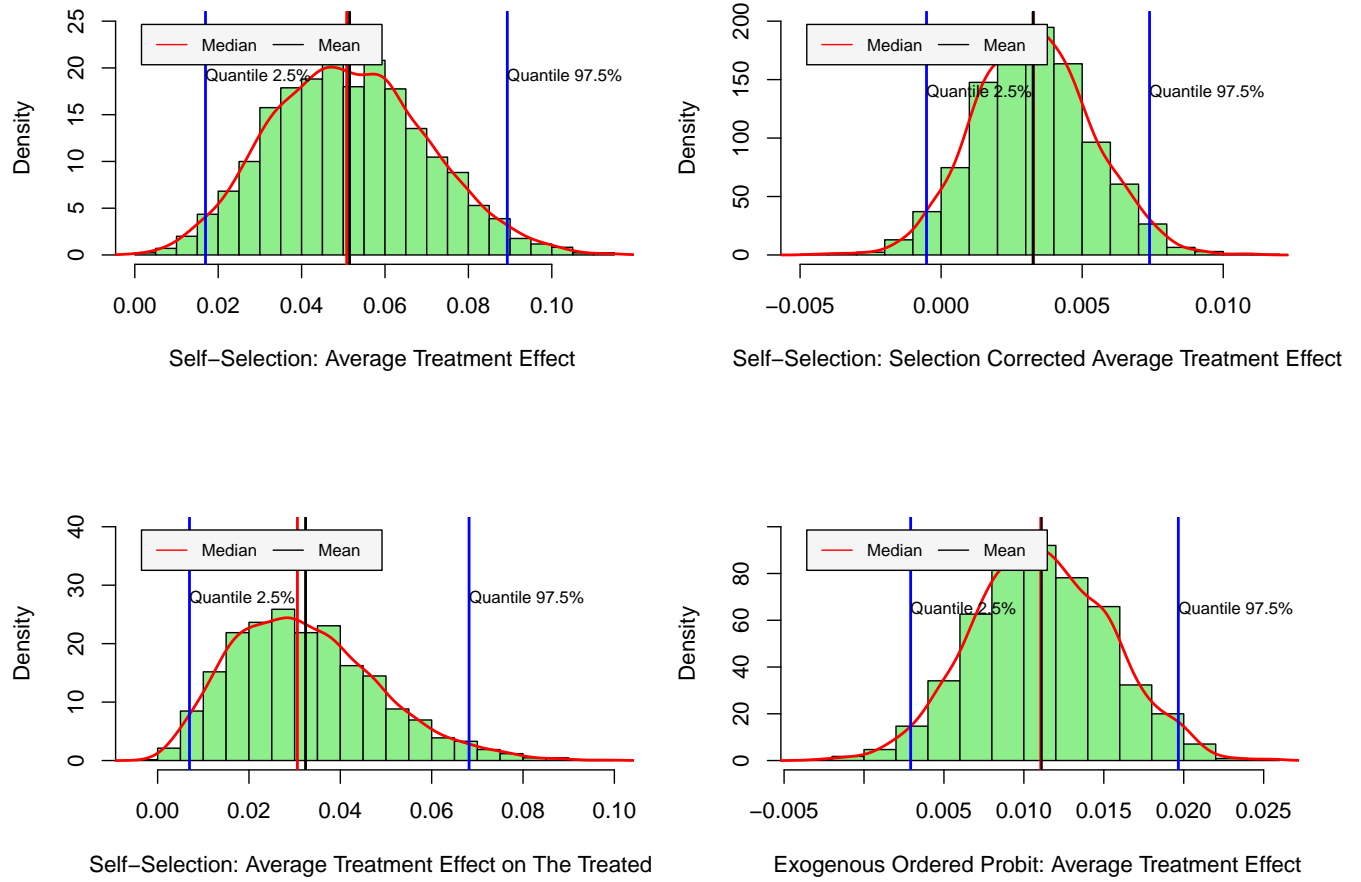 Density
25
20
15
10
5
0
Median Mean
Quantile 2.5% Quantile 97.5%
0.00 0.02 0.04 0.06 0.08 0.10
Self−Selection: Average Treatment Effect
Density
200
150
100
50
0
Median Mean
Quantile 2.5% Quantile 97.5%
−0.005 0.000 0.005 0.010
Self−Selection: Selection Corrected Average Treatment Effect
Density
40
30
20
10
0
Median Mean
Quantile 2.5% Quantile 97.5%
0.00 0.02 0.04 0.06 0.08 0.10
Self−Selection: Average Treatment Effect on The Treated
Density
80
60
40
20
0
Median Mean
Quantile 2.5% Quantile 97.5%
−0.005 0.005 0.010 0.015 0.020 0.025
Exogenous Ordered Probit: Average Treatment Effect